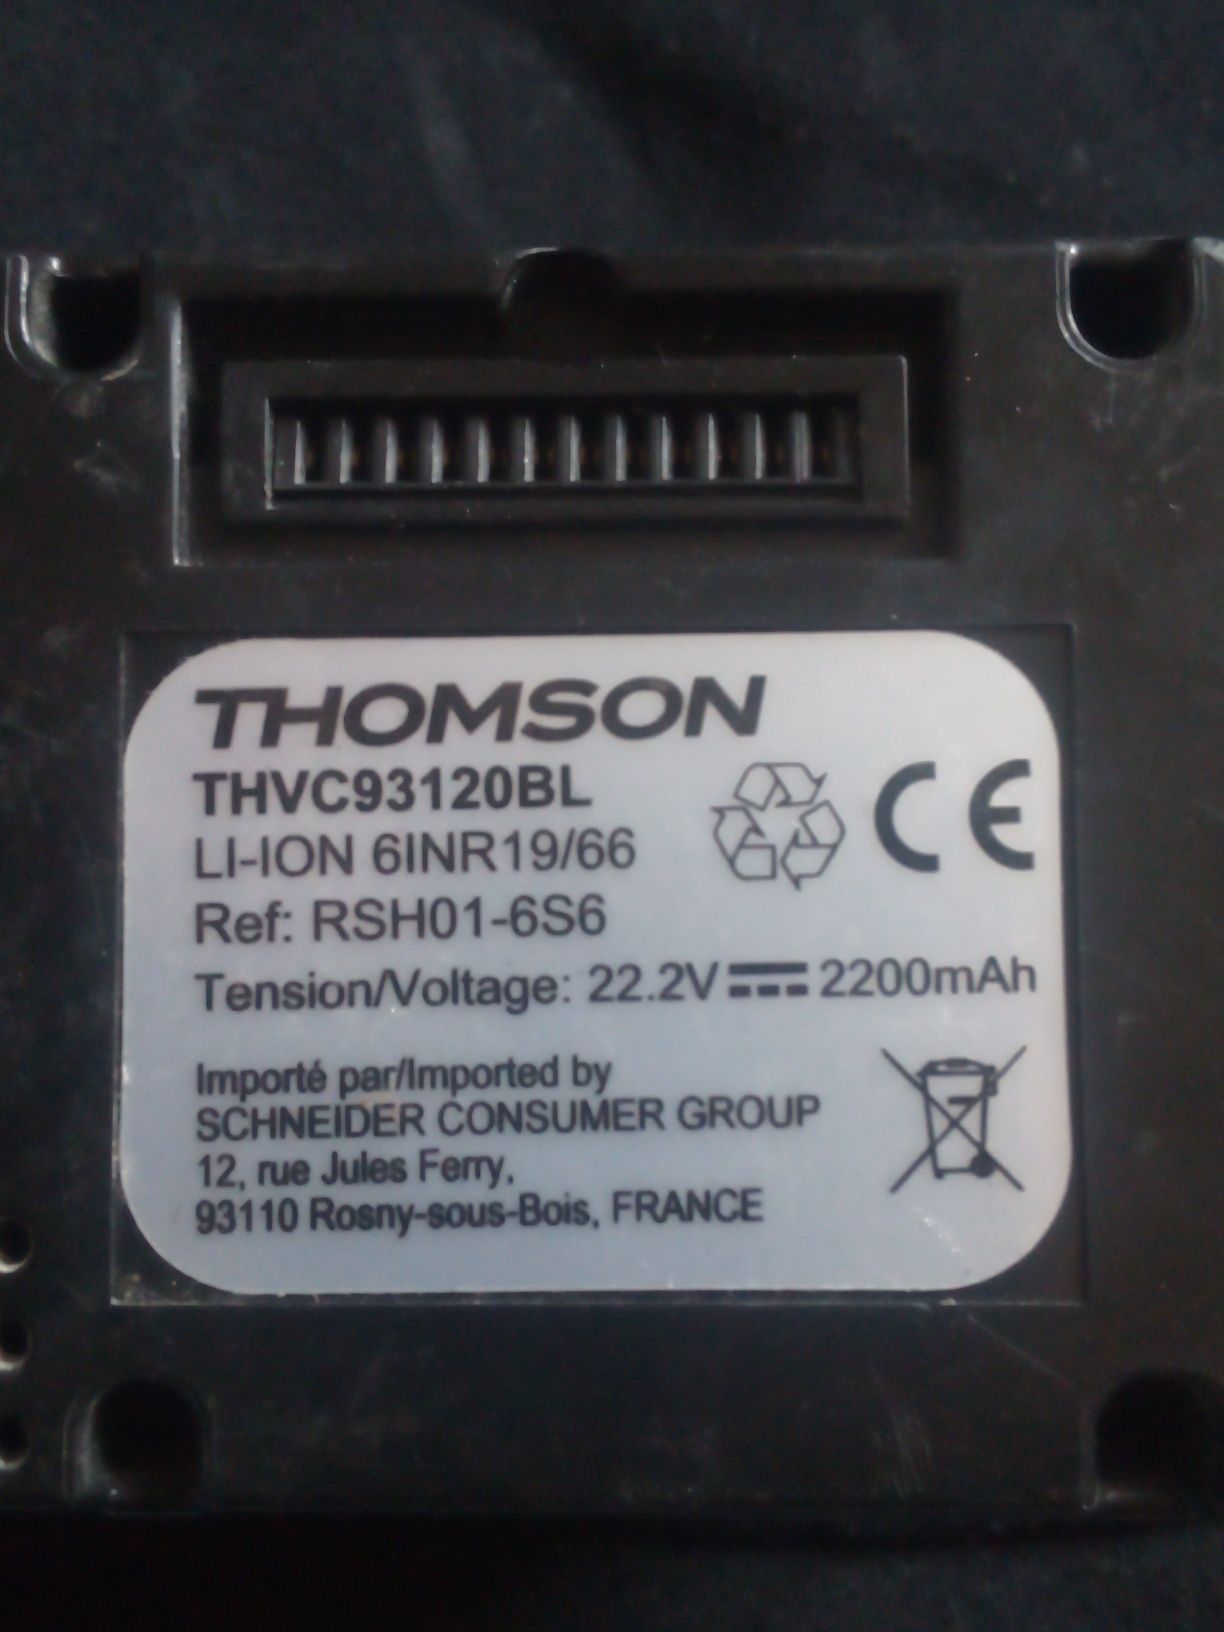 THOMSON
THVC93120BL
LI-ION 6INR19/66
Ref: RSH01-6S6
Tension/Voltage: 22.2V 2200mAh
Importé par/Imported by
SCHNEIDER CONSUMER GROUP
12, rue Jules Ferry,
93110 Rosny-sous-Bois, FRANCE
CE